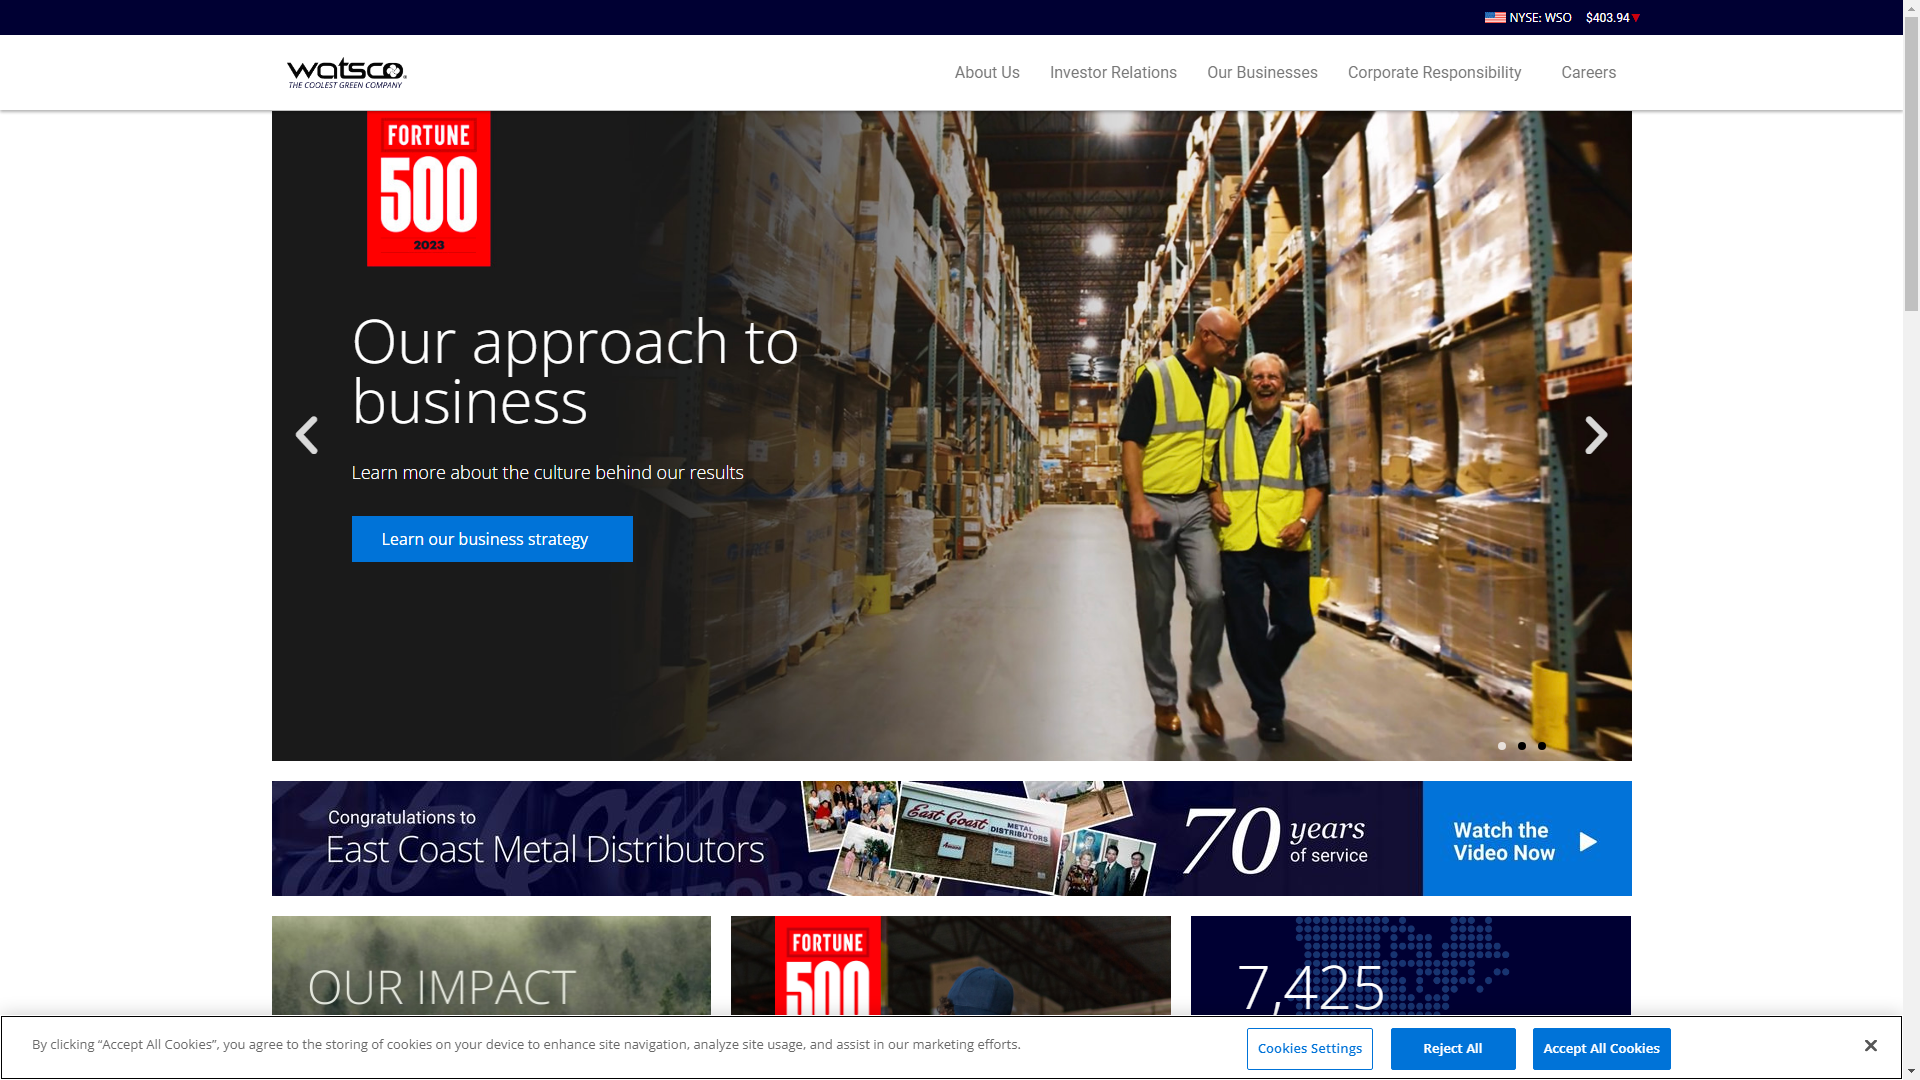 NYSE: WSO $403.94
watsco
THE COOLEST GREEN COMPANY
About Us Investor Relations Our Businesses Corporate Responsibility Careers
FORTUNE
500
2023
Our approach to
business
Learn more about the culture behind our results
Learn our business strategy
Congratulations to
East Coast Metal Distributors
East Coast
METAL
DISTRIBUTORS
70 years
of service
Watch the
Video Now
OUR IMPACT
FORTUNE
500
7,425
By clicking “Accept All Cookies”, you agree to the storing of cookies on your device to enhance site navigation, analyze site usage, and assist in our marketing efforts.
Cookies Settings
Reject All
Accept All Cookies